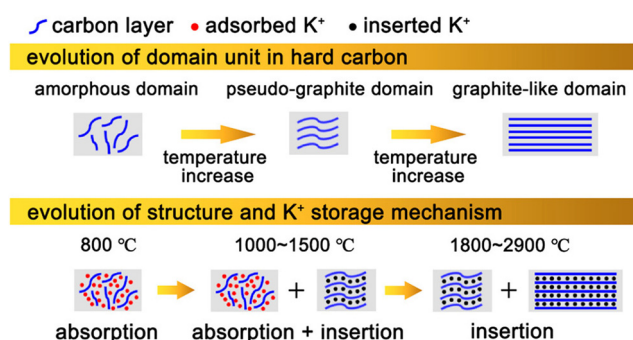 carbon layer adsorbed K⁺ inserted K⁺
evolution of domain unit in hard carbon
amorphous domain pseudo-graphite domain graphite-like domain
temperature increase temperature increase
evolution of structure and K⁺ storage mechanism
800 ℃ 1000~1500 ℃ 1800~2900 ℃
+ +
absorption absorption + insertion insertion